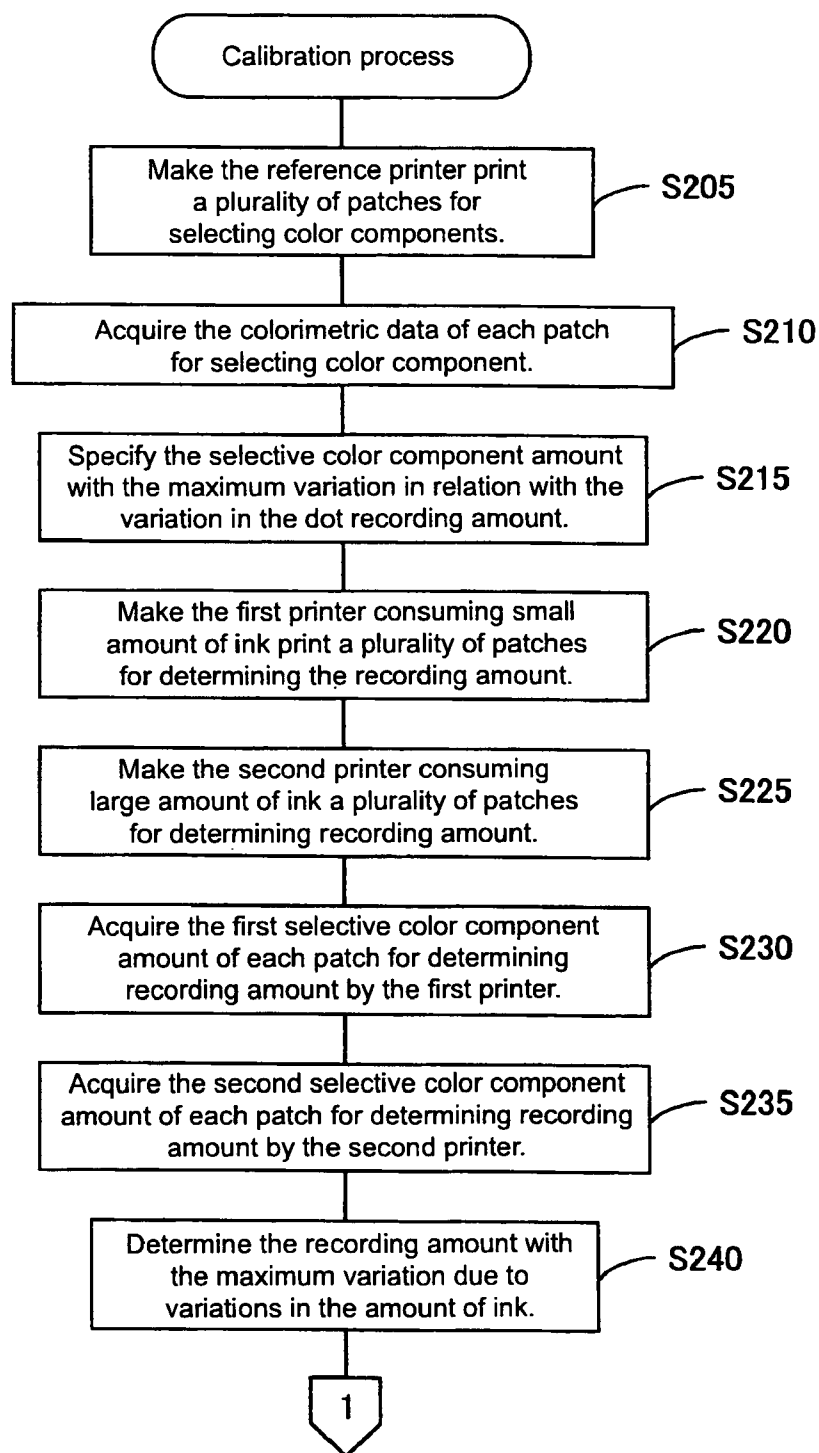 Calibration process
Make the reference printer print
a plurality of patches for
selecting color components.
S205
Acquire the colorimetric data of each patch
for selecting color component.
S210
Specify the selective color component amount
with the maximum variation in relation with the
variation in the dot recording amount.
S215
Make the first printer consuming small
amount of ink print a plurality of patches
for determining the recording amount.
S220
Make the second printer consuming
large amount of ink a plurality of patches
for determining recording amount.
S225
Acquire the first selective color component
amount of each patch for determining
recording amount by the first printer.
S230
Acquire the second selective color component
amount of each patch for determining recording
amount by the second printer.
S235
Determine the recording amount with
the maximum variation due to
variations in the amount of ink.
S240
1